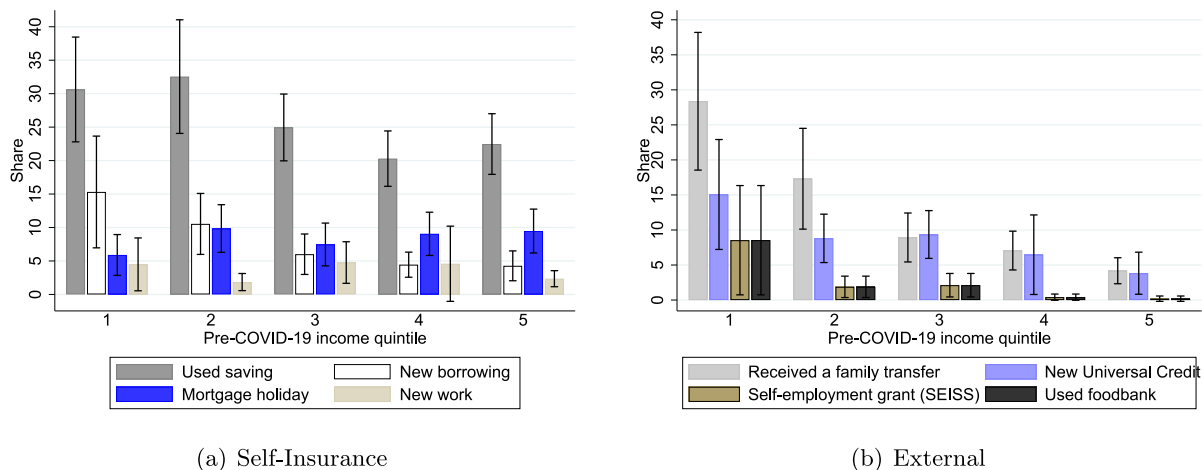 40
35
30
25
20
15
10
5
0
Share
1 2 3 4 5
Pre-COVID-19 income quintile
Used saving New borrowing
Mortgage holiday New work
(a) Self-Insurance
40
35
30
25
20
15
10
5
0
Share
1 2 3 4 5
Pre-COVID-19 income quintile
Received a family transfer New Universal Credit
Self-employment grant (SEISS) Used foodbank
(b) External